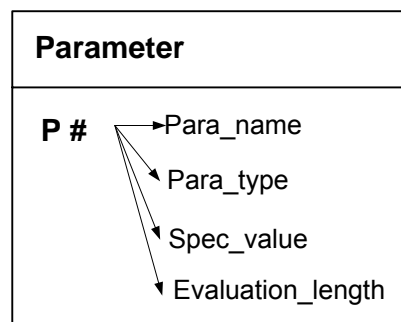 Parameter
P # Para_name
Para_type
Spec_value
Evaluation_length